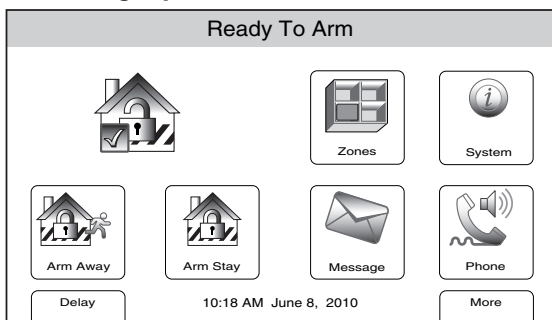 Ready To Arm
Zones
System
Arm Away
Arm Stay
Message
Phone
Delay
10:18 AM June 8, 2010
More